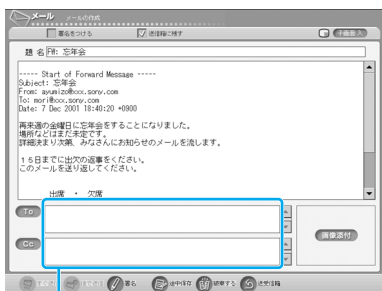 メール メールの作成
署名をつける 送信箱に残す
題 名 FW: 忘年会
----- Start of Forward Message -----
Subject: 忘年会
From: ayumizo@xxx.sony.com
To: mori@xxx.sony.com
Date: 7 Dec 2001 18:40:20 +0900
再来週の金曜日に忘年会をすることになりました。
場所などはまだ未定です。
詳細決まり次第、みなさんにお知らせのメールを流します。
15日までに出欠の返事をください。
このメールを送り返してください。
出席 ・ 欠席
To
Cc
画像添付
署名 途中保存 破棄する 送受信箱